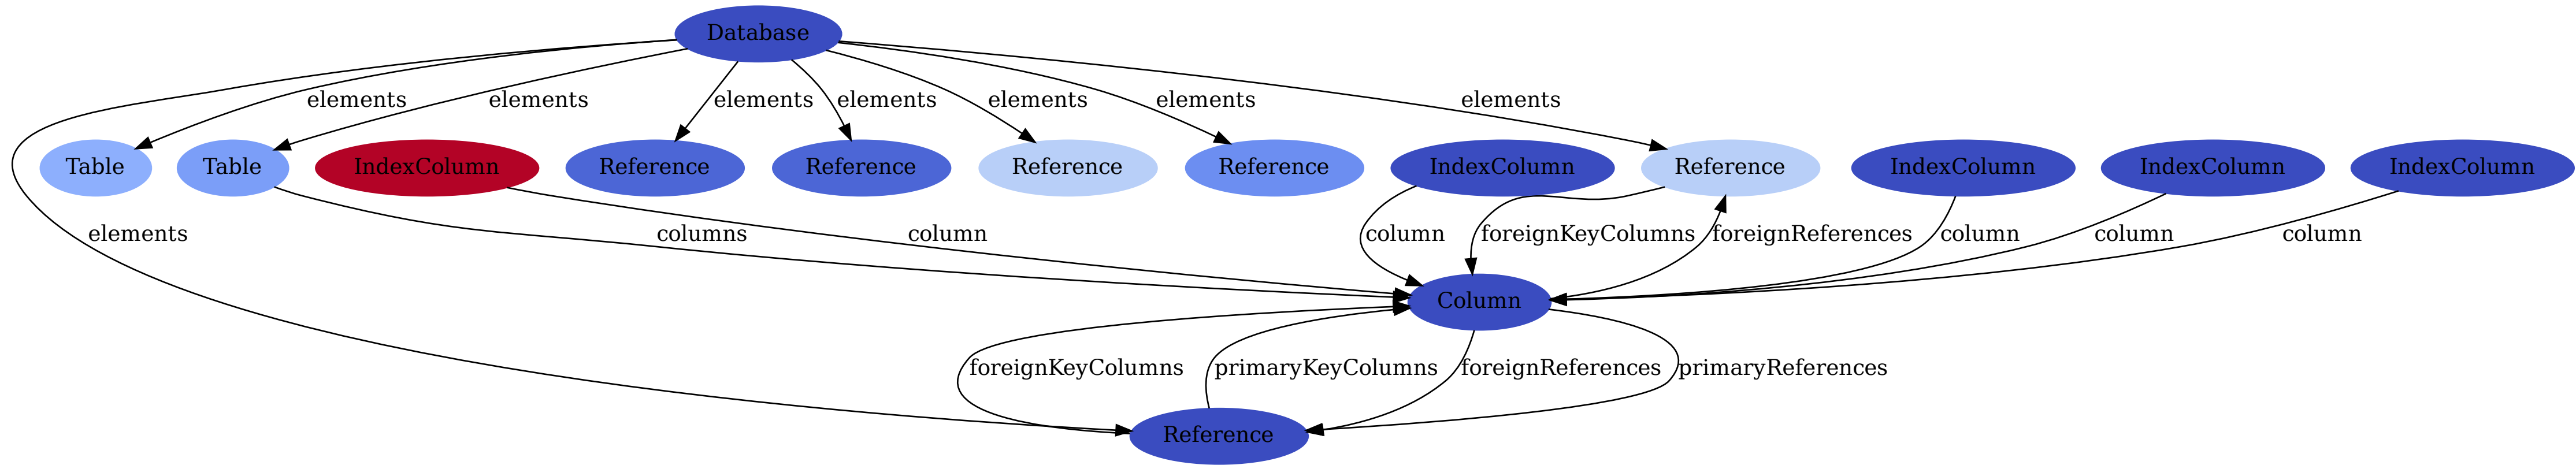 Database
elements elements elements elements elements elements elements
Table Table IndexColumn Reference Reference Reference Reference IndexColumn Reference IndexColumn IndexColumn IndexColumn
elements columns column column foreignKeyColumns foreignReferences column column column
Column
foreignKeyColumns primaryKeyColumns foreignReferences primaryReferences
Reference